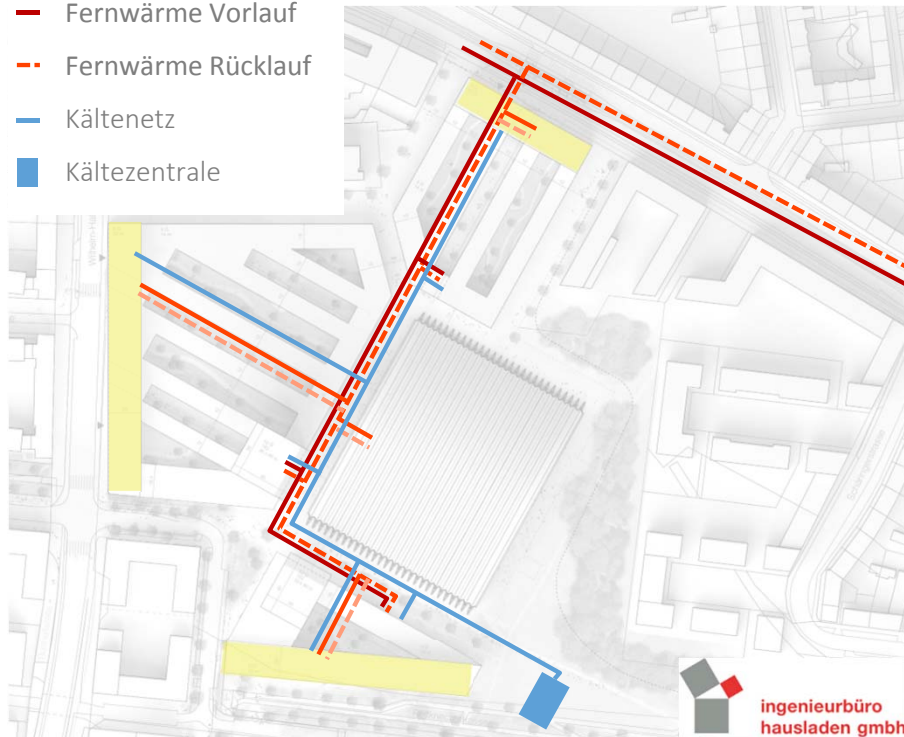 Fernwärme Vorlauf
Fernwärme Rücklauf
Kältenetz
Kältezentrale
ingenieurbüro
hausladen gmbh